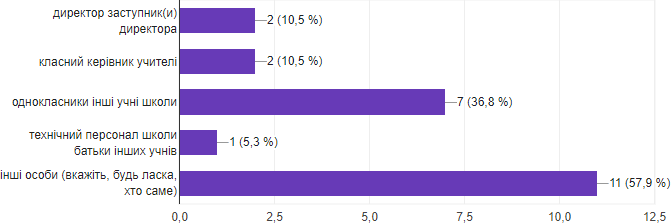 директор заступник(и)
директора
2 (10,5 %)
класний керівник учителі
2 (10,5 %)
однокласники інші учні школи
7 (36,8 %)
технічний персонал школи
батьки інших учнів
1 (5,3 %)
інші особи (вкажіть, будь ласка,
хто саме)
11 (57,9 %)
0,0 2,5 5,0 7,5 10,0 12,5